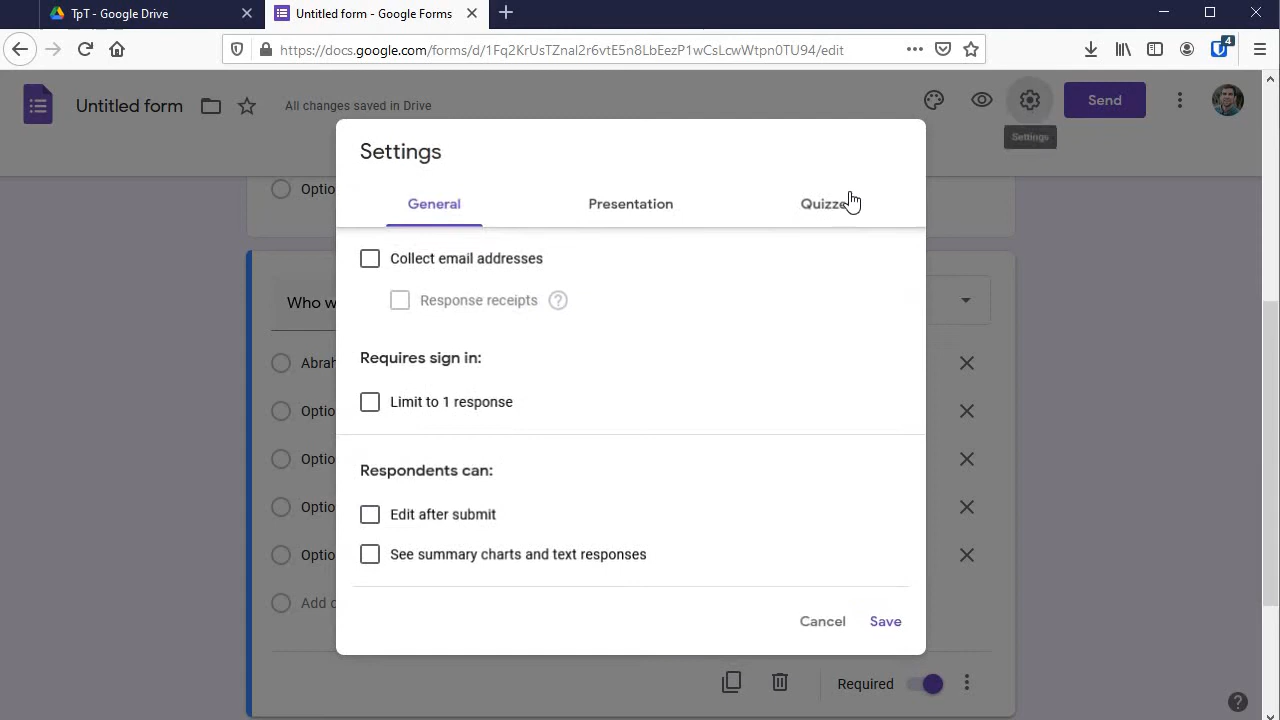 TpT - Google Drive
Untitled form - Google Forms
https://docs.google.com/forms/d/1Fq2KrUsTZnaI2r6vtE5n8LbEezP1wCsLcwWtpn0TU94/edit
4
Untitled form
All changes saved in Drive
Send
Settings
Settings
General
Presentation
Quizze
Optio
Collect email addresses
Response receipts
?
Who w
Requires sign in:
Abrah
Limit to 1 response
Optio
Optio
Respondents can:
Optio
Edit after submit
Optio
See summary charts and text responses
Add o
Cancel
Save
Required
?